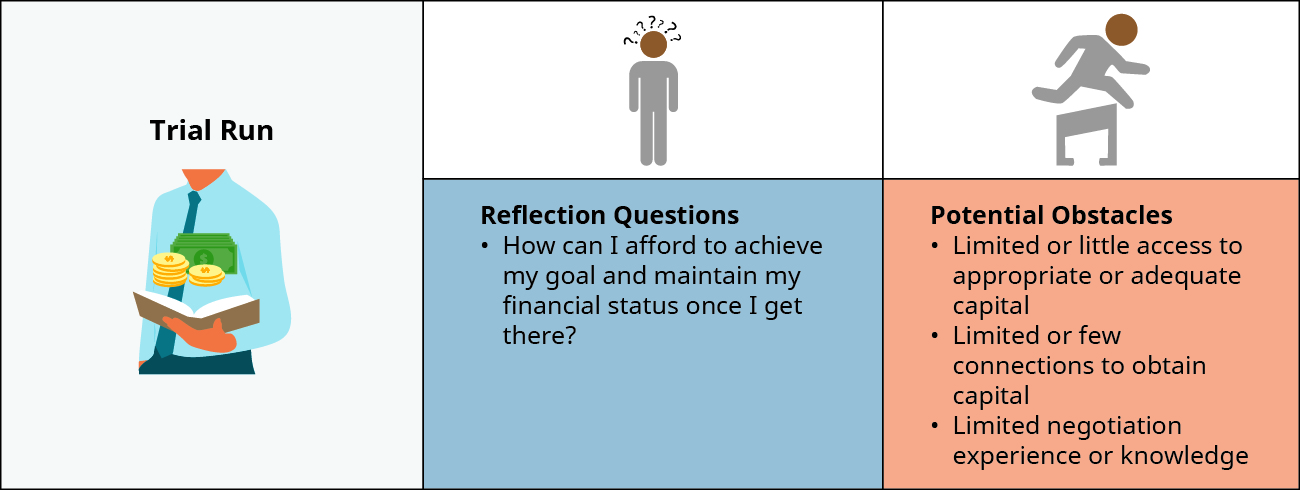 Trial Run
? ? ? ? ? ? ?
Reflection Questions
• How can I afford to achieve
my goal and maintain my
financial status once I get
there?
Potential Obstacles
• Limited or little access to
appropriate or adequate
capital
• Limited or few
connections to obtain
capital
• Limited negotiation
experience or knowledge
$
$
$